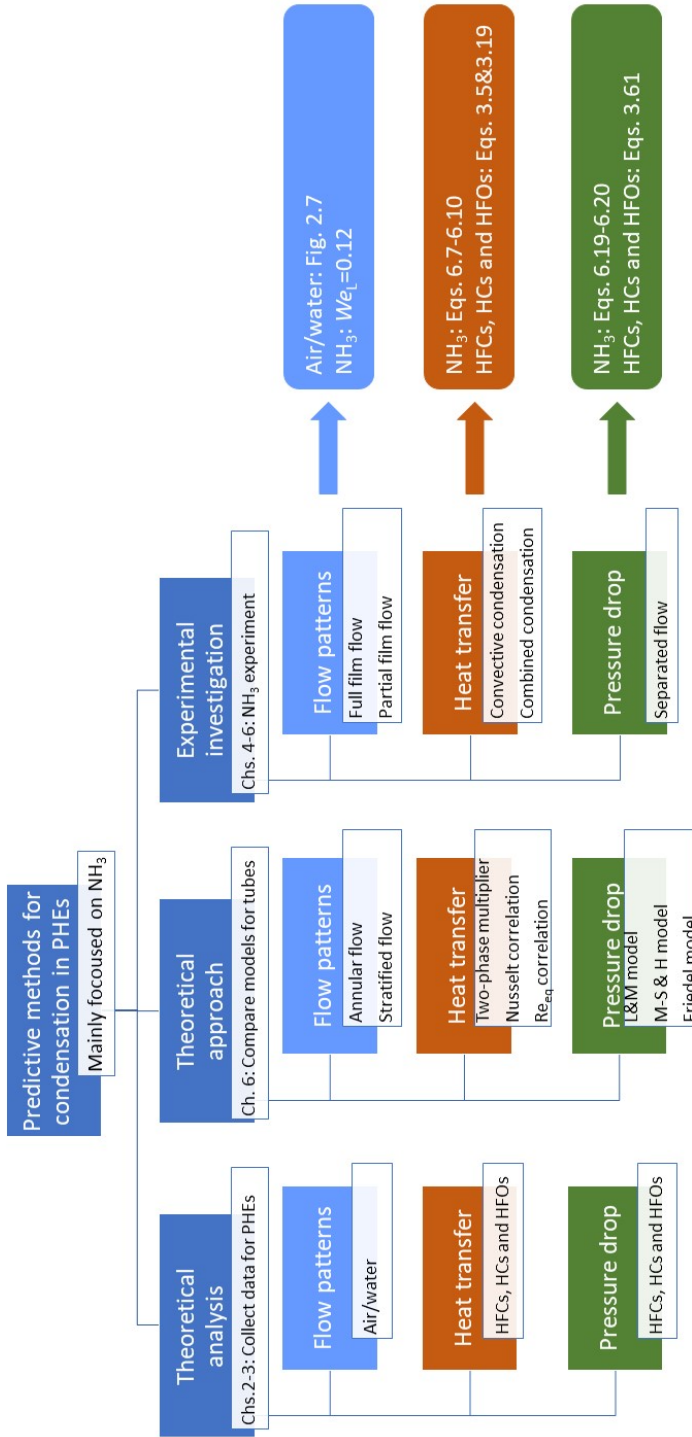 Predictive methods for
condensation in PHEs
Mainly focoused on NH₃
Theoretical
analysis
Chs.2-3: Collect data for PHEs
Flow patterns
Air/water
Heat transfer
HFCs, HCs and HFOs
Pressure drop
HFCs, HCs and HFOs
Theoretical
approach
Ch. 6: Compare models for tubes
Flow patterns
Annular flow
Stratified flow
Heat transfer
Two-phase multiplier
Nusselt correlation
Re_eq correlation
Pressure drop
L&M model
M-S & H model
Friedel model
Experimental
investigation
Chs. 4-6: NH₃ experiment
Flow patterns
Full film flow
Partial film flow
Heat transfer
Convective condensation
Combined condensation
Pressure drop
Separated flow
Air/water: Fig. 2.7
NH₃: We_L=0.12
NH₃: Eqs. 6.7-6.10
HFCs, HCs and HFOs: Eqs. 3.5&3.19
NH₃: Eqs. 6.19-6.20
HFCs, HCs and HFOs: Eqs. 3.61